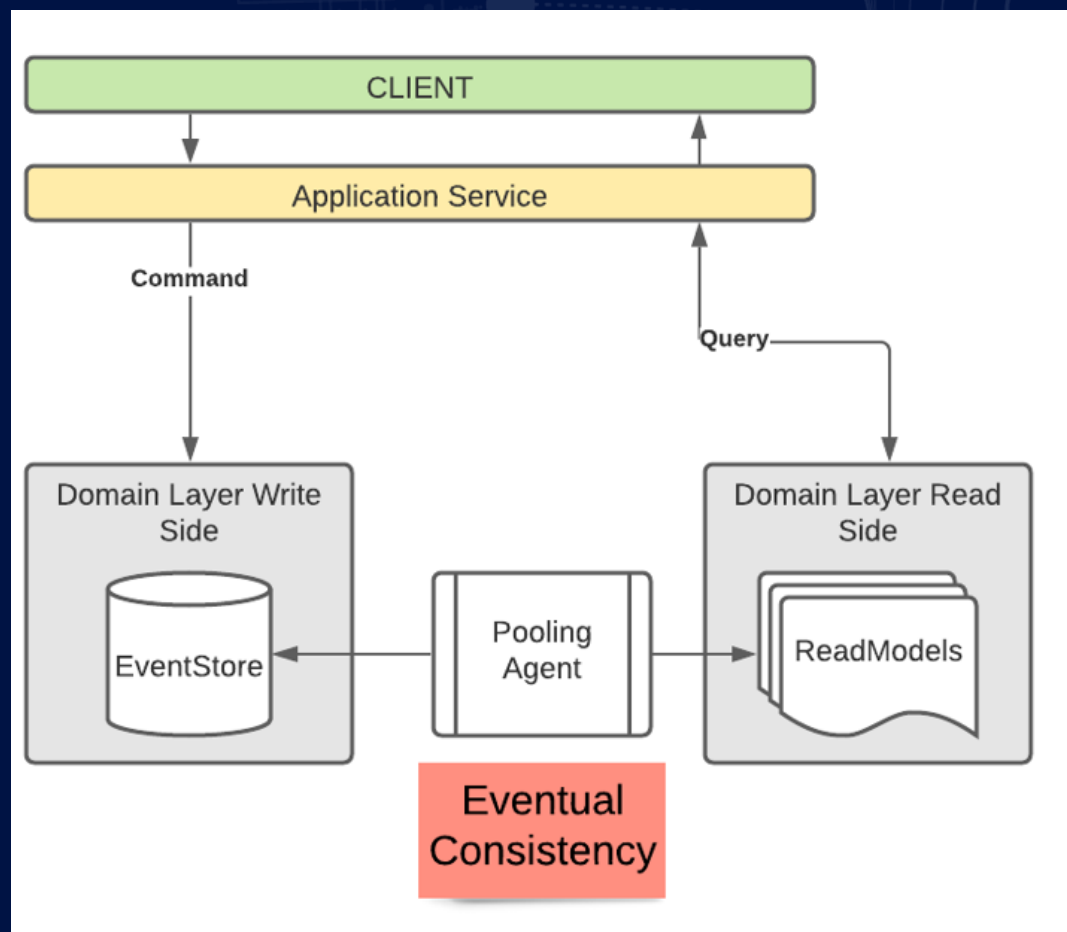 CLIENT
Application Service
Command
Query
Domain Layer Write
Side
Domain Layer Read
Side
EventStore
Pooling
Agent
ReadModels
Eventual
Consistency